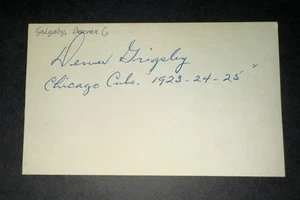 Grigsby, Denver C.
Denver Grigsby
Chicago Cubs. 1923-24-25"